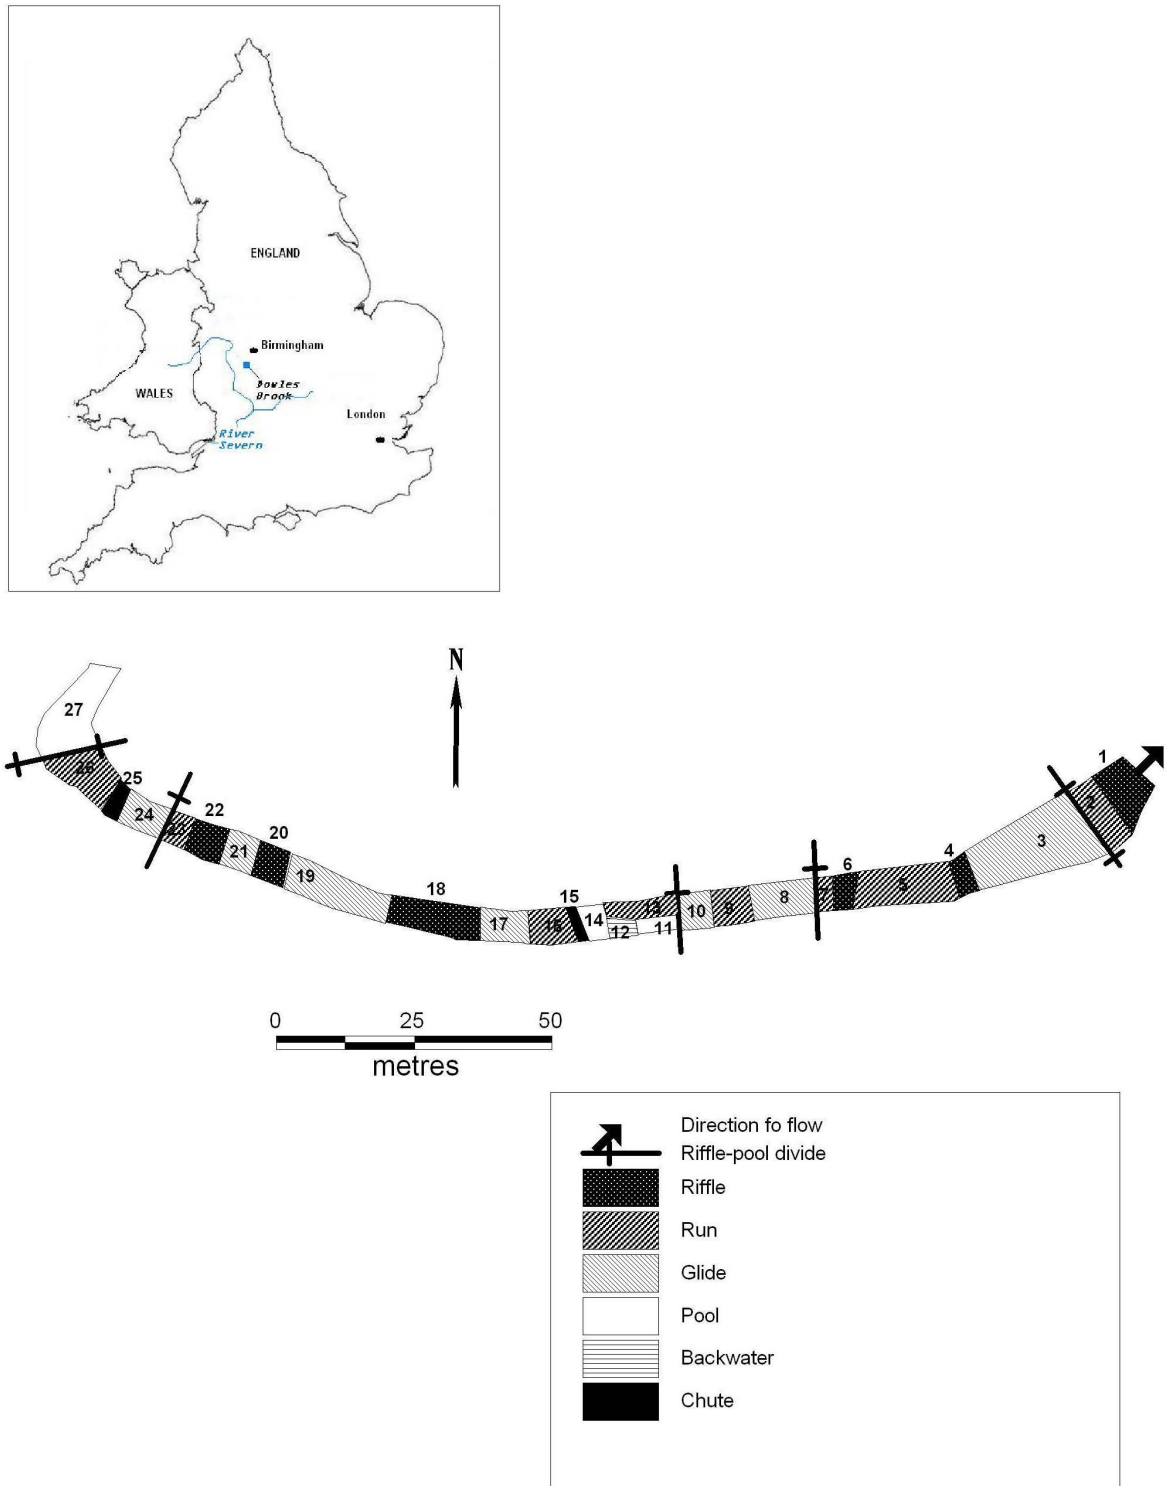 ENGLAND
Birmingham
Dowles
Brook
WALES
London
River
Severn
N
27
26
25
24
23
22
21
20
19
18
17
16
15
14
13
12
11
10
9
8
7
6
5
4
3
2
1
0 25 50
metres
Direction fo flow
Riffle-pool divide
Riffle
Run
Glide
Pool
Backwater
Chute